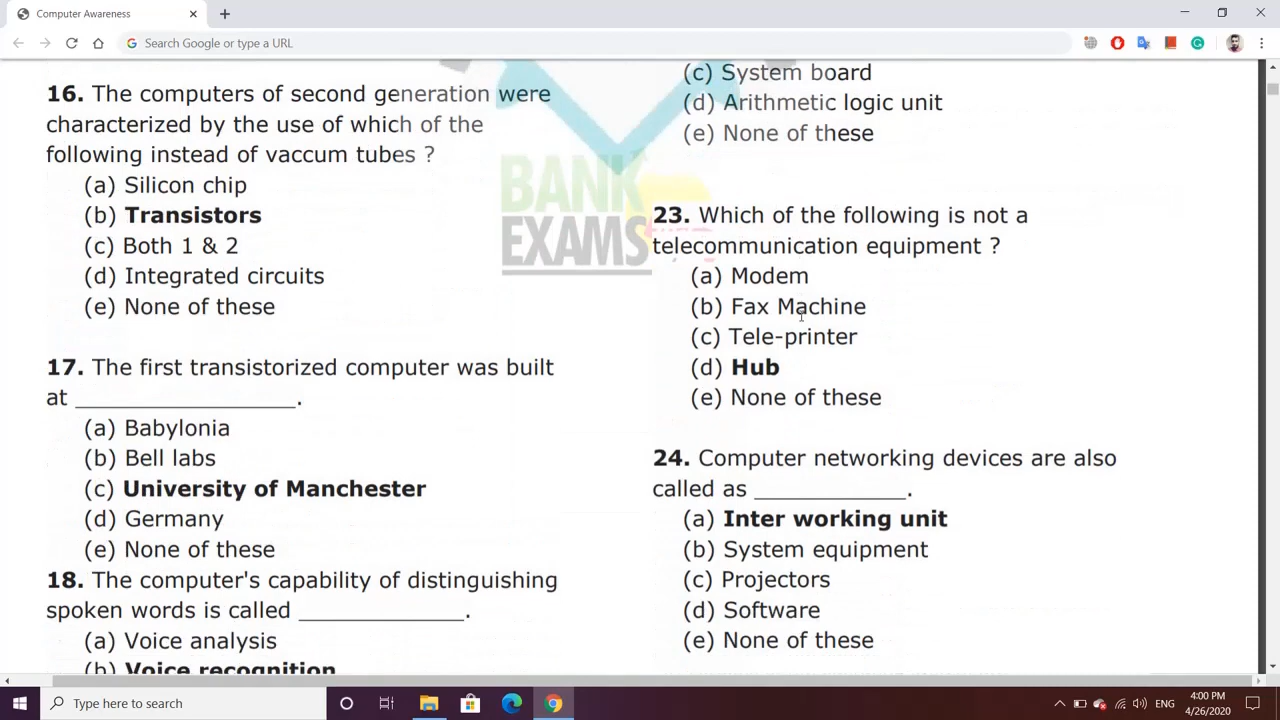 Computer Awareness
Search Google or type a URL
16. The computers of second generation were
characterized by the use of which of the
following instead of vaccum tubes ?
(a) Silicon chip
(b) Transistors
(c) Both 1 & 2
(d) Integrated circuits
(e) None of these
17. The first transistorized computer was built
at _________________.
(a) Babylonia
(b) Bell labs
(c) University of Manchester
(d) Germany
(e) None of these
18. The computer's capability of distinguishing
spoken words is called _____________.
(a) Voice analysis
(b) Voice recognition
BANK
EXAMS
(c) System board
(d) Arithmetic logic unit
(e) None of these
23. Which of the following is not a
telecommunication equipment ?
(a) Modem
(b) Fax Machine
(c) Tele-printer
(d) Hub
(e) None of these
24. Computer networking devices are also
called as ____________.
(a) Inter working unit
(b) System equipment
(c) Projectors
(d) Software
(e) None of these
Type here to search
ENG
4:00 PM
4/26/2020